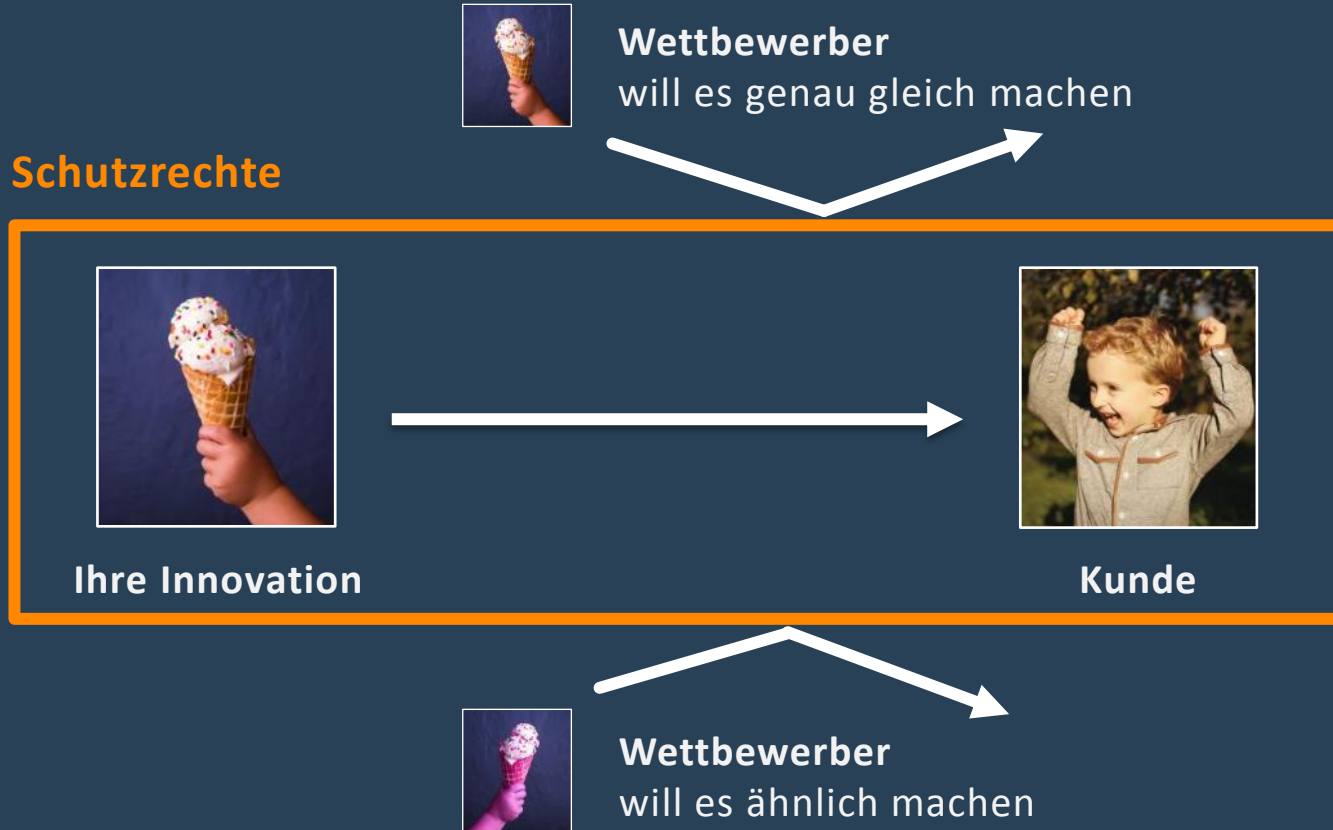 Wettbewerber
will es genau gleich machen
Schutzrechte
Ihre Innovation
Kunde
Wettbewerber
will es ähnlich machen